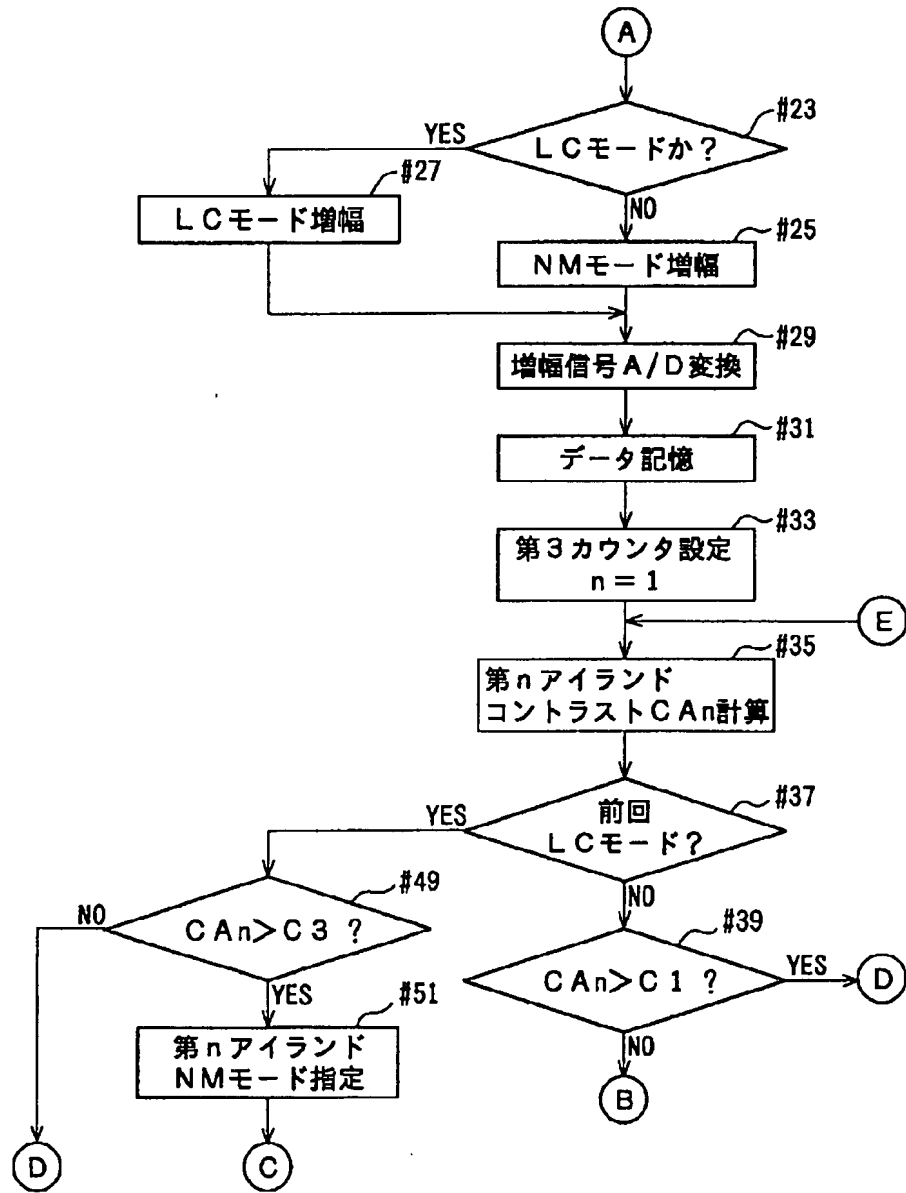 A
#23
LCモードか?
YES
NO
#27
LCモード増幅
#25
NMモード増幅
#29
増幅信号A/D変換
#31
データ記憶
#33
第3カウンタ設定
n=1
E
#35
第nアイランド
コントラストCAn計算
#37
前回
LCモード?
YES
NO
#49
CAn>C3?
NO
YES
#39
CAn>C1?
YES
D
NO
B
#51
第nアイランド
NMモード指定
D
C